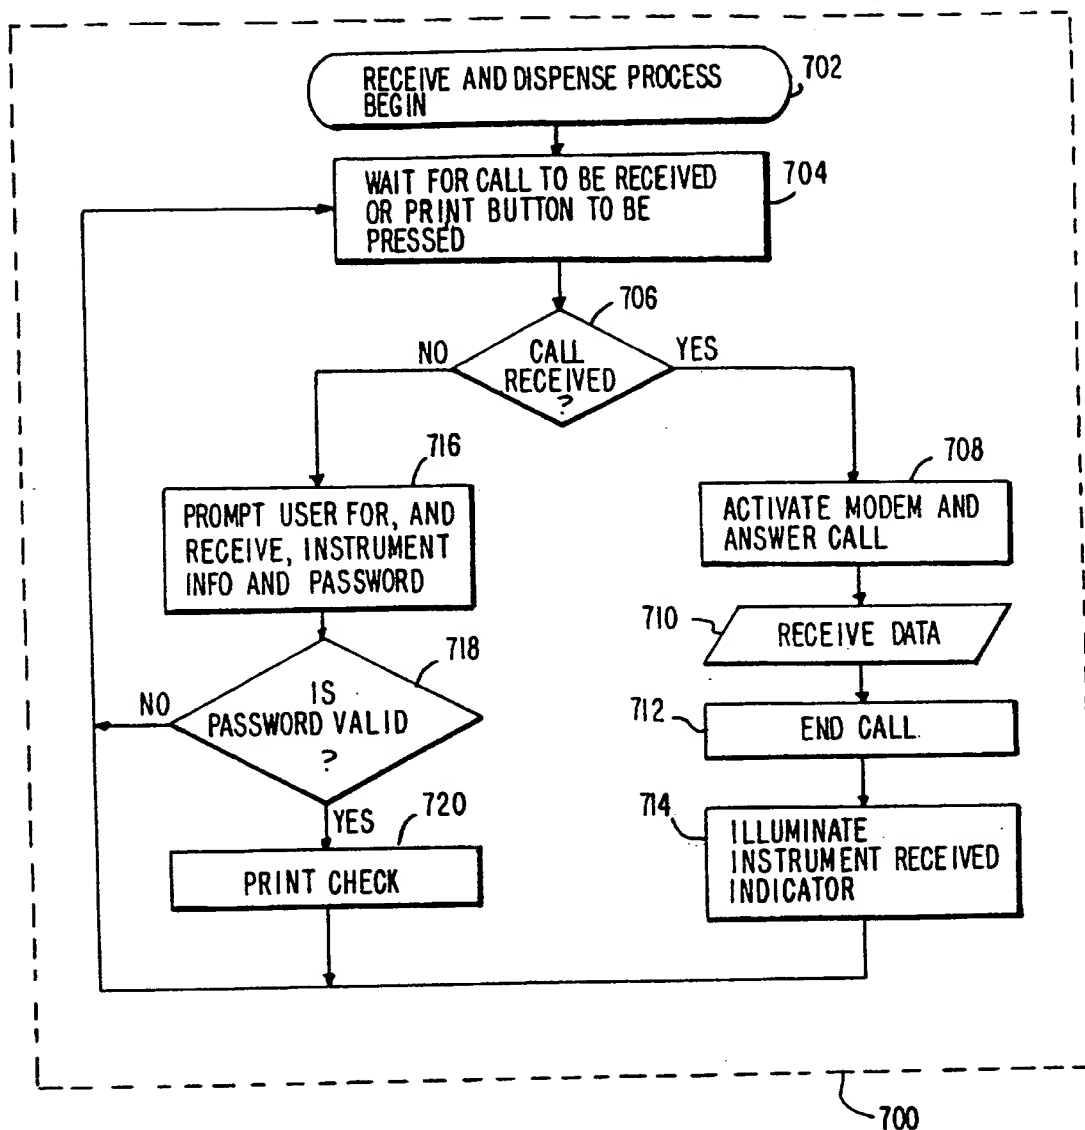 RECEIVE AND DISPENSE PROCESS
BEGIN
702
WAIT FOR CALL TO BE RECEIVED
OR PRINT BUTTON TO BE
PRESSED
704
706
NO
CALL
RECEIVED
?
YES
716
PROMPT USER FOR, AND
RECEIVE, INSTRUMENT
INFO AND PASSWORD
708
ACTIVATE MODEM AND
ANSWER CALL
710
RECEIVE DATA
718
NO
IS
PASSWORD VALID
?
712
END CALL
YES
720
PRINT CHECK
714
ILLUMINATE
INSTRUMENT RECEIVED
INDICATOR
700